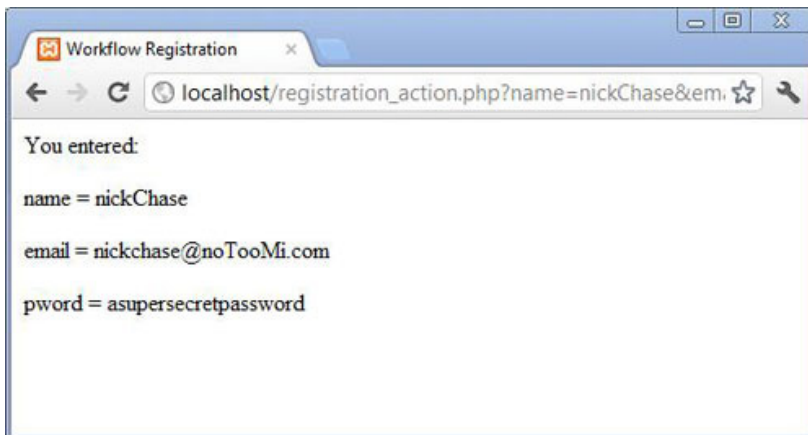 Workflow Registration
localhost/registration_action.php?name=nickChase&em
You entered:
name = nickChase
email = nickchase@noTooMi.com
pword = asupersecretpassword